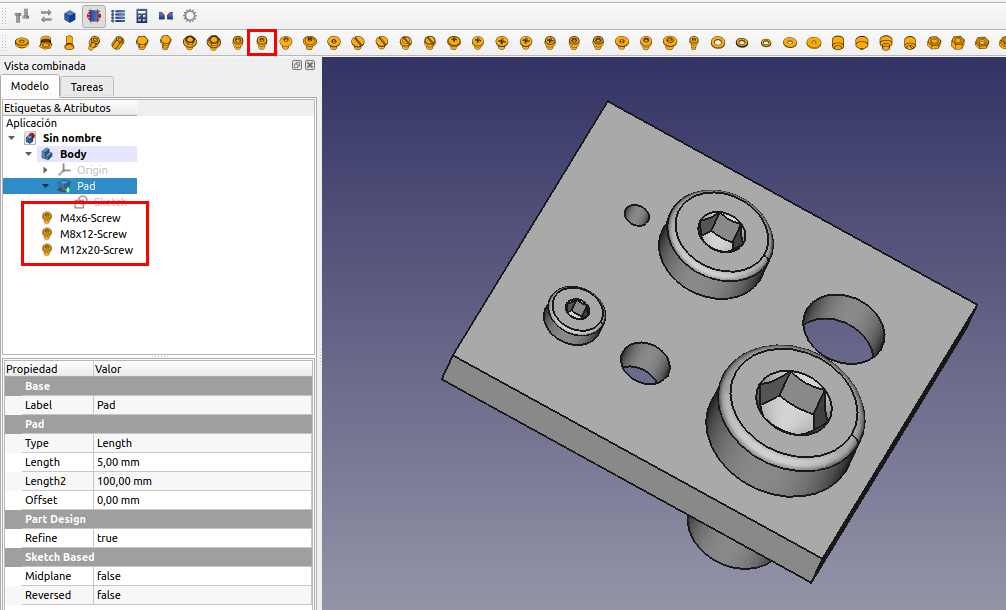 Vista combinada
Modelo
Tareas
Etiquetas & Atributos
Aplicación
Sin nombre
Body
Origin
Pad
Sketch
M4x6-Screw
M8x12-Screw
M12x20-Screw
Propiedad Valor
Base
Label Pad
Pad
Type Length
Length 5,00 mm
Length2 100,00 mm
Offset 0,00 mm
Part Design
Refine true
Sketch Based
Midplane false
Reversed false